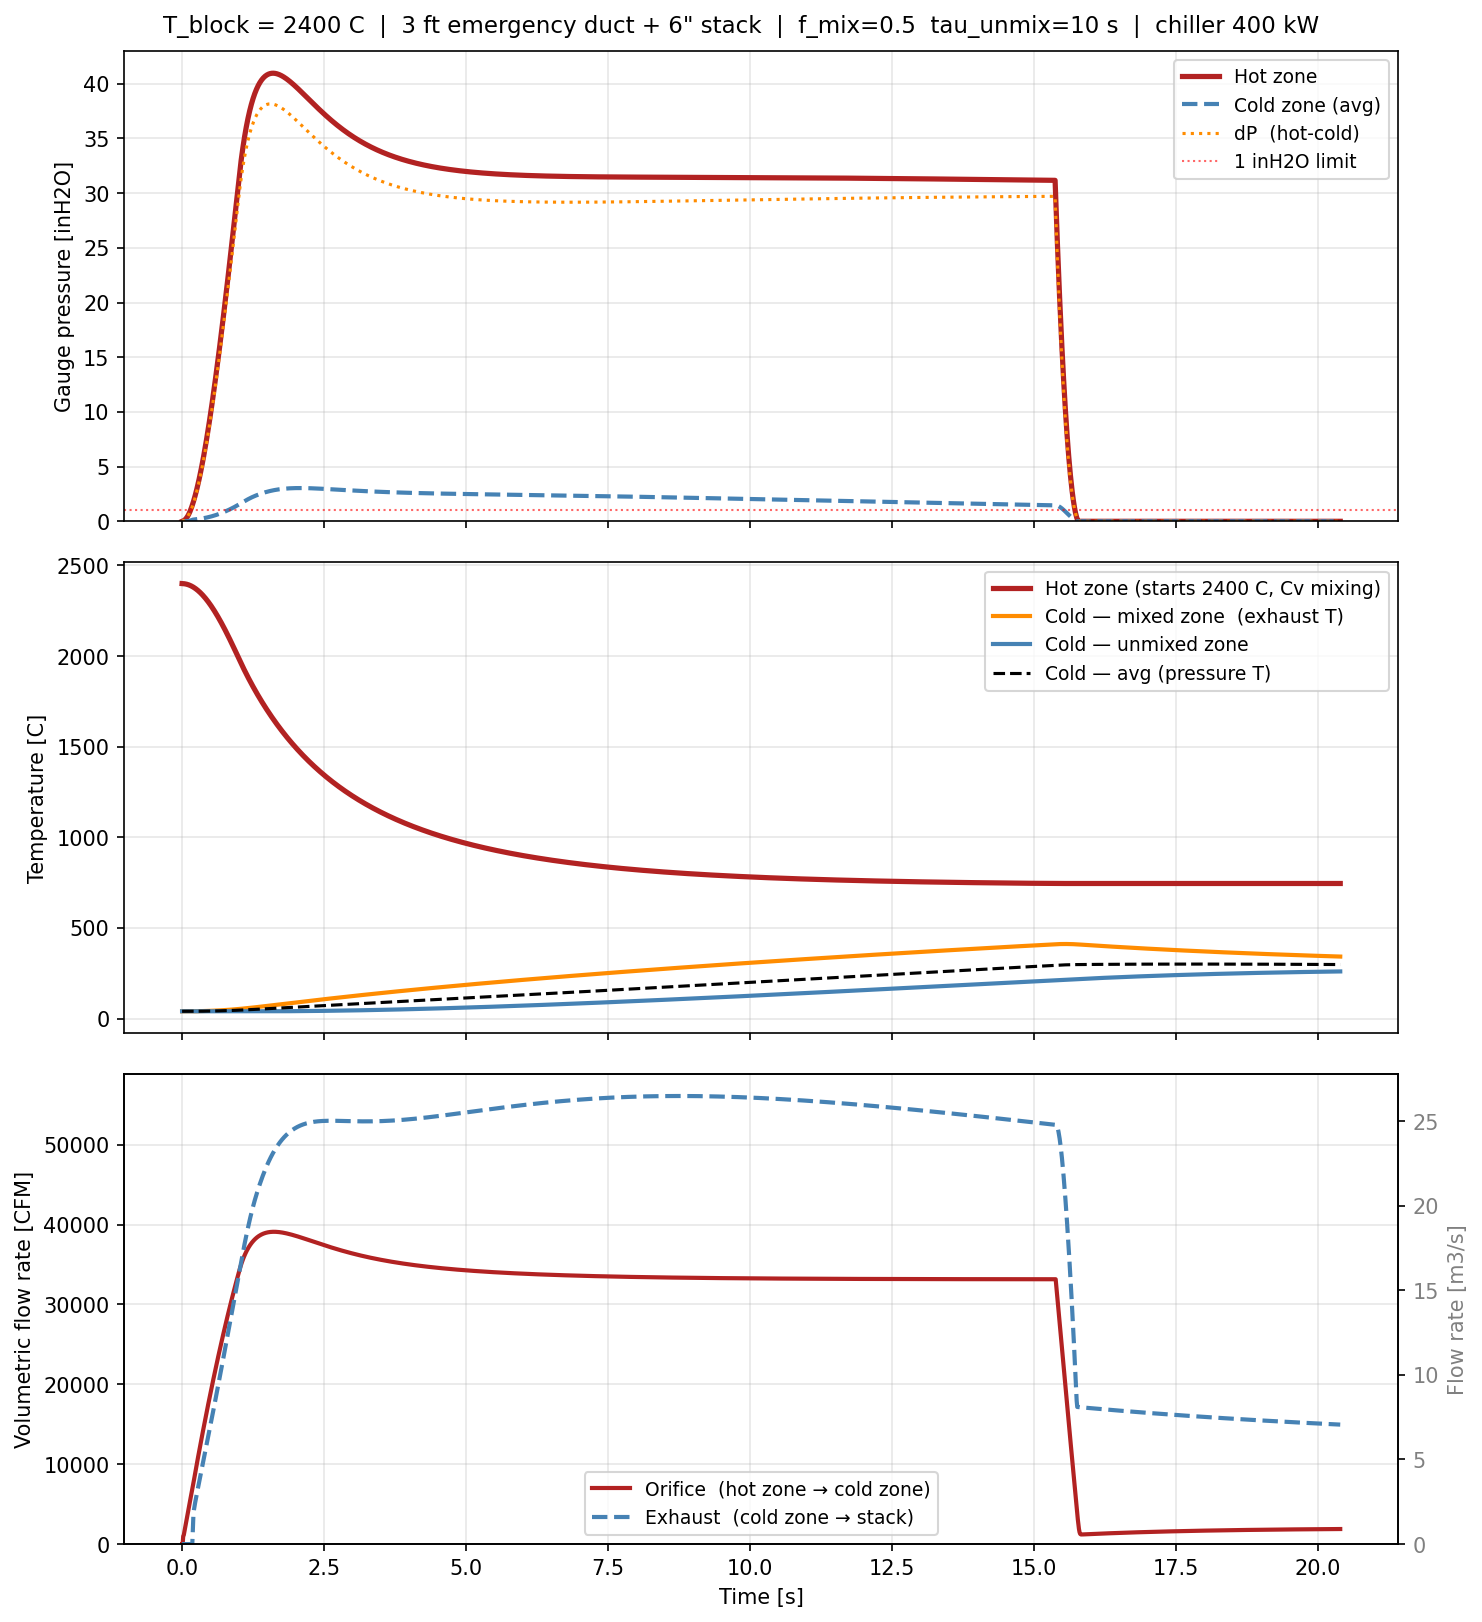 T_block = 2400 C  |  3 ft emergency duct + 6" stack  |  f_mix=0.5  tau_unmix=10 s  |  chiller 400 kW
Gauge pressure [inH2O]
40
35
30
25
20
15
10
5
0
Hot zone
Cold zone (avg)
dP  (hot-cold)
1 inH2O limit
Temperature [C]
2500
2000
1500
1000
500
0
Hot zone (starts 2400 C, Cv mixing)
Cold — mixed zone  (exhaust T)
Cold — unmixed zone
Cold — avg (pressure T)
Volumetric flow rate [CFM]
50000
40000
30000
20000
10000
0
Orifice  (hot zone → cold zone)
Exhaust  (cold zone → stack)
25
20
15
10
5
0
Flow rate [m3/s]
0.0 2.5 5.0 7.5 10.0 12.5 15.0 17.5 20.0
Time [s]